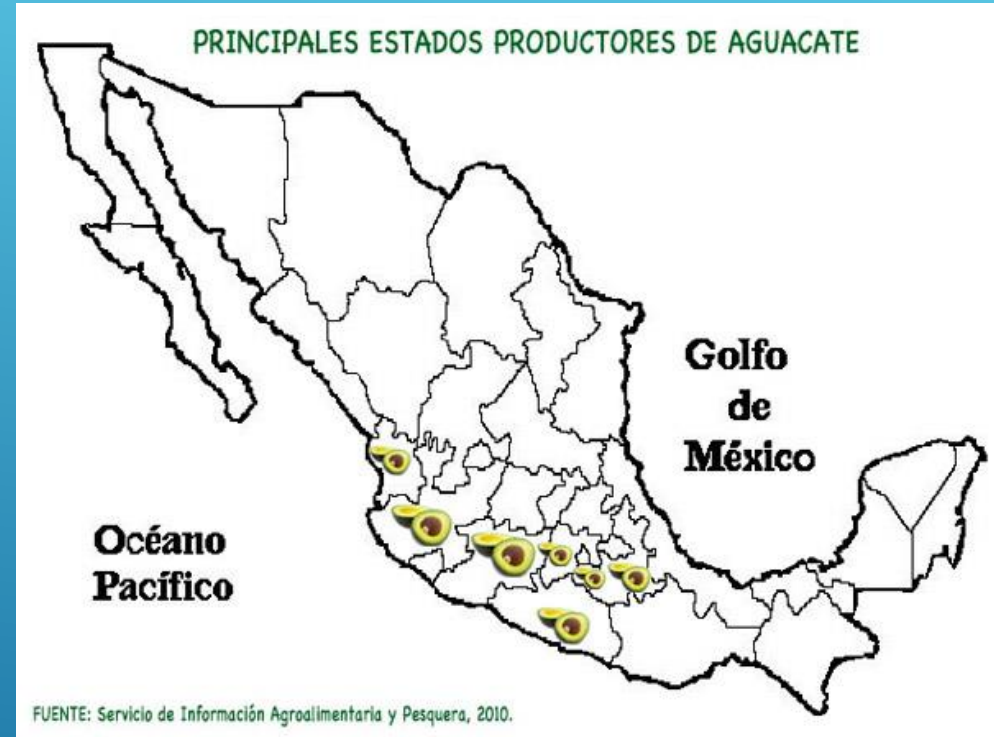 PRINCIPALES ESTADOS PRODUCTORES DE AGUACATE
Golfo
de
México
Océano
Pacífico
FUENTE: Servicio de Información Agroalimentaria y Pesquera, 2010.